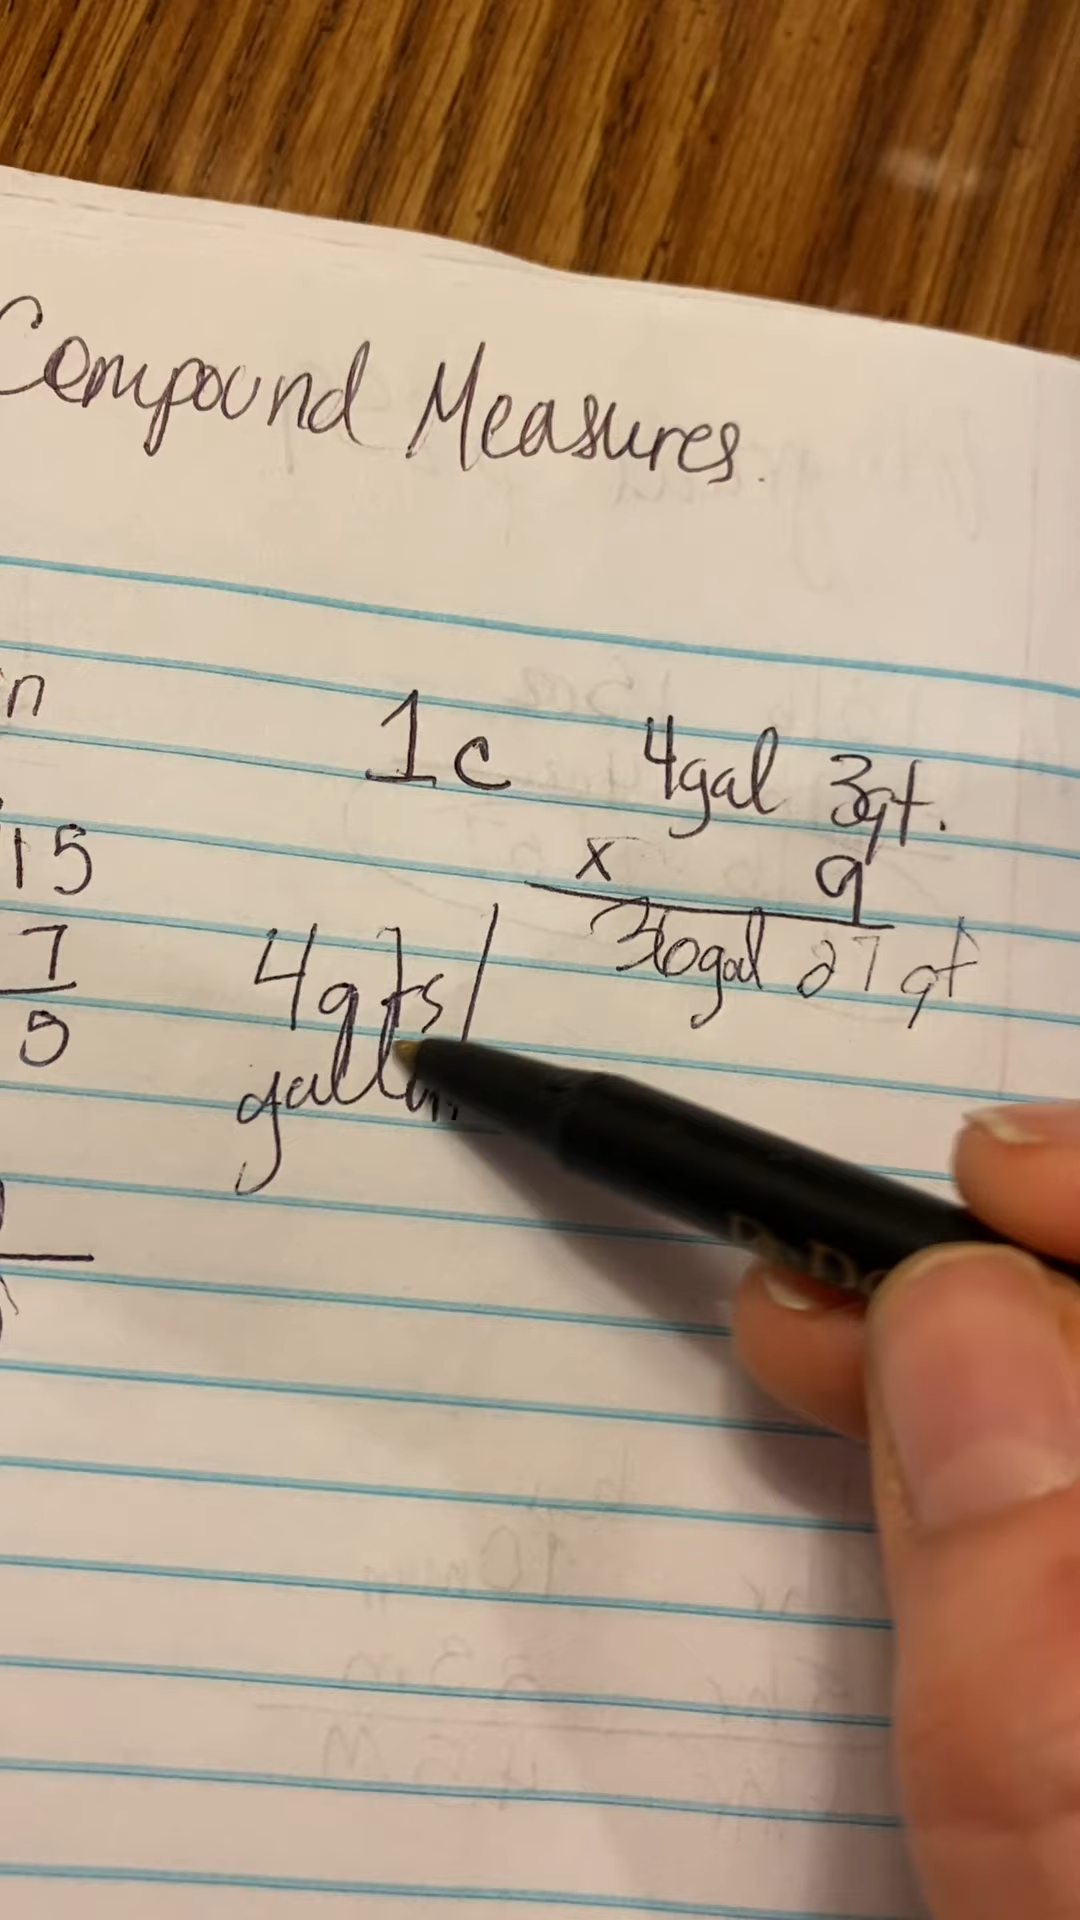 Compound Measures.
n
1c 4gal 3qt.
15 x 9
7 36gal 27qt
4qts/
5
gallon